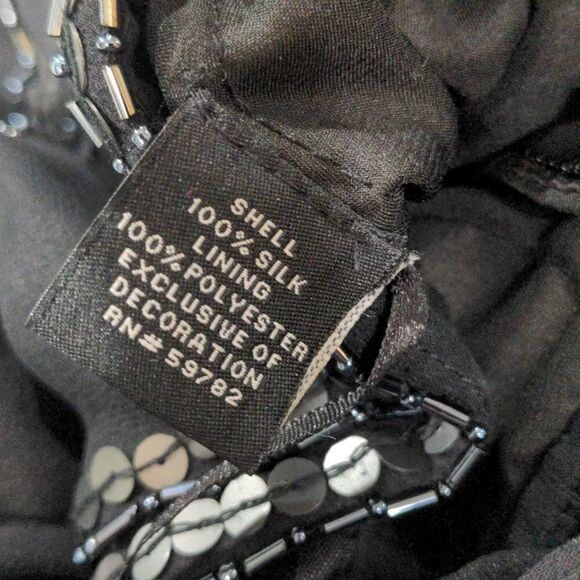 SHELL
100% SILK
LINING
100% POLYESTER
EXCLUSIVE OF
DECORATION
RN# 59782